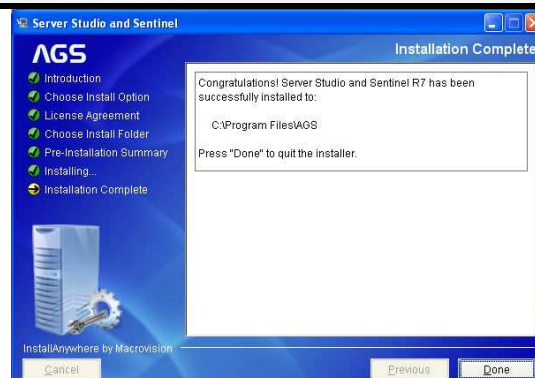 Server Studio and Sentinel
AGS
Installation Complete
Introduction
Choose Install Option
License Agreement
Choose Install Folder
Pre-Installation Summary
Installing...
Installation Complete
Congratulations! Server Studio and Sentinel R7 has been
successfully installed to:
C:\Program Files\AGS
Press "Done" to quit the installer.
InstallAnywhere by Macrovision
Cancel
Previous
Done